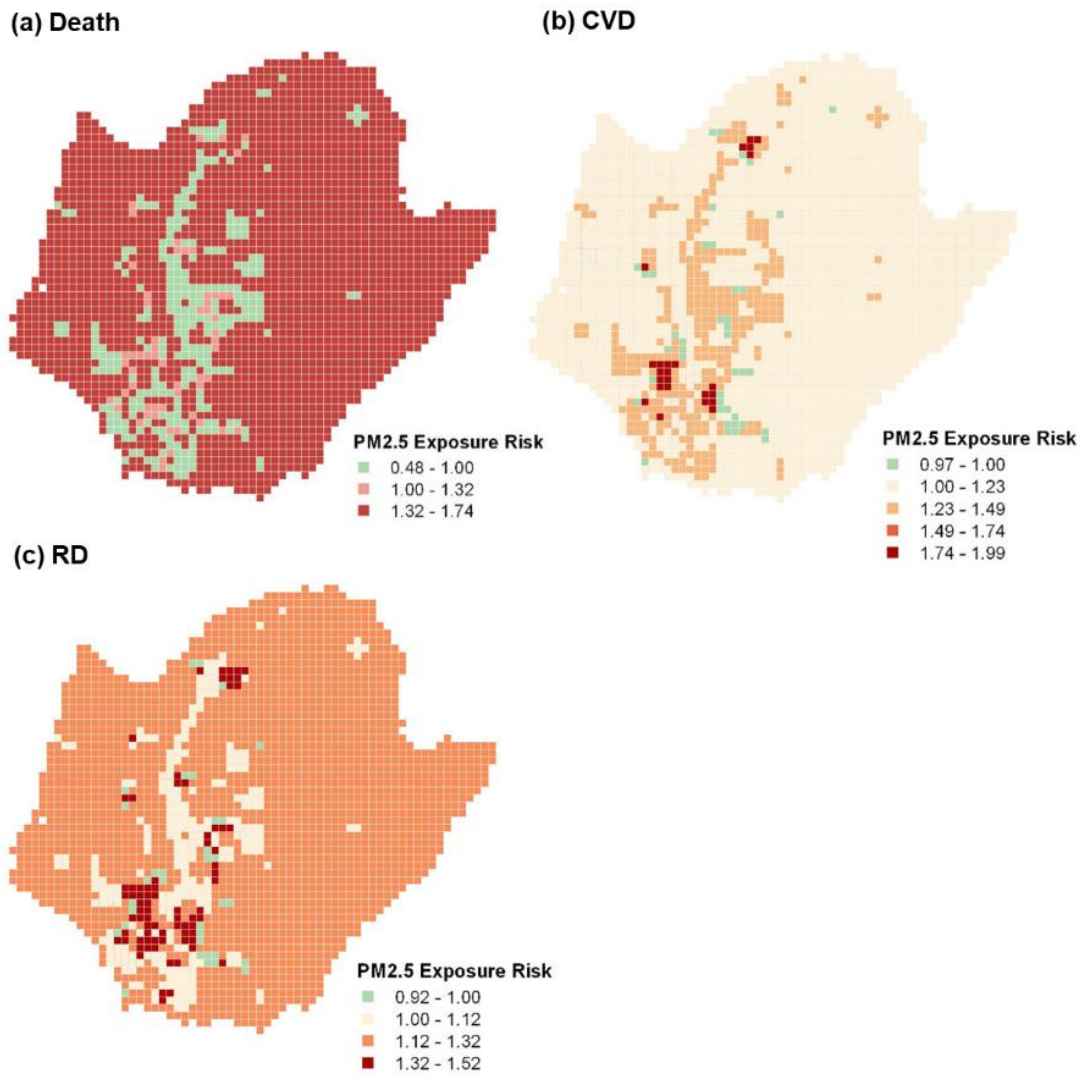 (a) Death
(b) CVD
PM2.5 Exposure Risk
0.48 - 1.00
1.00 - 1.32
1.32 - 1.74
PM2.5 Exposure Risk
0.97 - 1.00
1.00 - 1.23
1.23 - 1.49
1.49 - 1.74
1.74 - 1.99
(c) RD
PM2.5 Exposure Risk
0.92 - 1.00
1.00 - 1.12
1.12 - 1.32
1.32 - 1.52